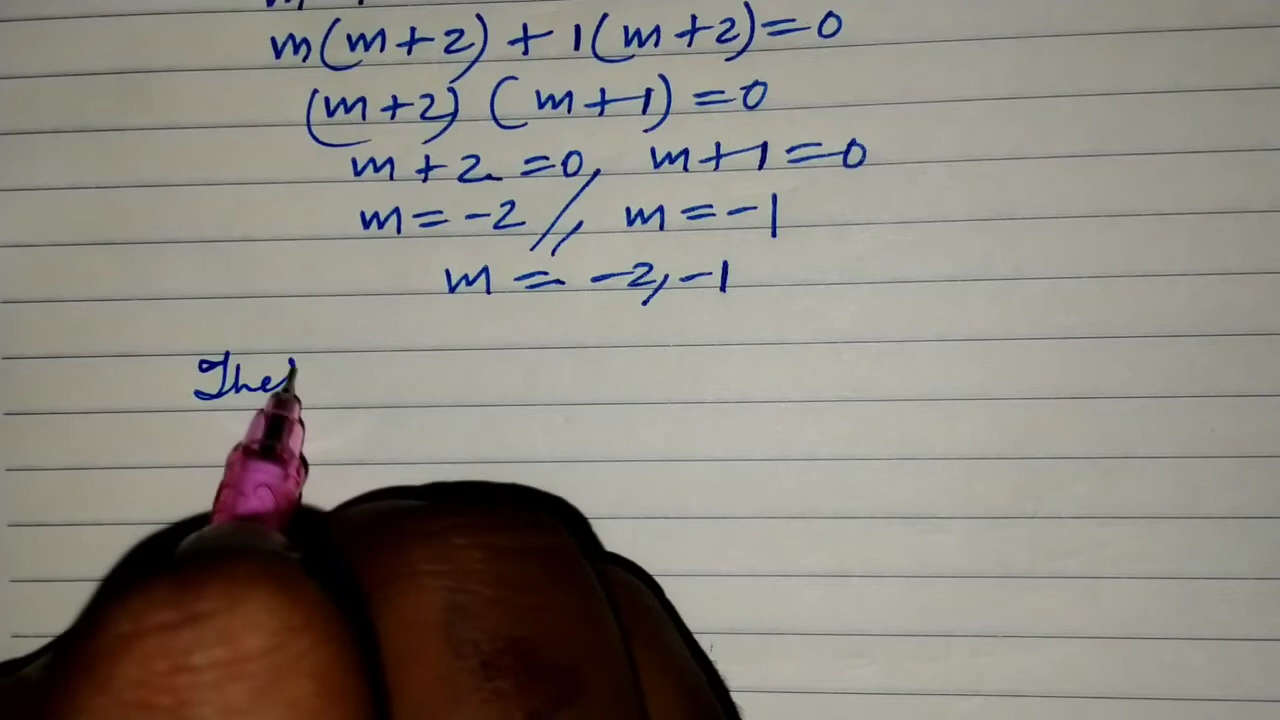 m(m+2) + 1(m+2)=0
(m+2) (m+1) =0
m+2 =0, m+1=0
m=-2 // m=-1
m = -2,-1
The